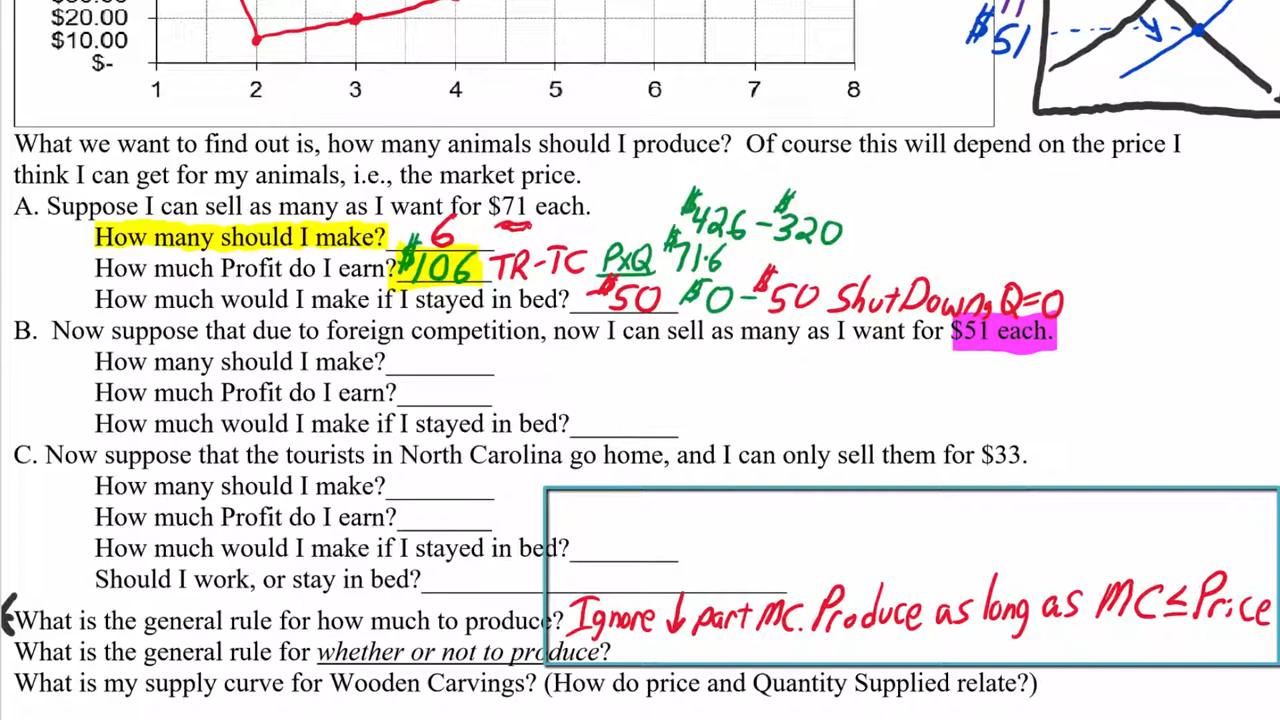 $20.00
$10.00
$-
1 2 3 4 5 6 7 8
$51
What we want to find out is, how many animals should I produce? Of course this will depend on the price I
think I can get for my animals, i.e., the market price.
A. Suppose I can sell as many as I want for $71 each.
$426 - $320
How many should I make? 6
How much Profit do I earn? $106 TR-TC PxQ $71·6
How much would I make if I stayed in bed? -$50 $0 - $50 ShutDown, Q=0
B. Now suppose that due to foreign competition, now I can sell as many as I want for $51 each.
How many should I make?
How much Profit do I earn?
How much would I make if I stayed in bed?
C. Now suppose that the tourists in North Carolina go home, and I can only sell them for $33.
How many should I make?
How much Profit do I earn?
How much would I make if I stayed in bed?
Should I work, or stay in bed?
What is the general rule for how much to produce? Ignore ↓ part MC. Produce as long as MC ≤ Price
What is the general rule for whether or not to produce?
What is my supply curve for Wooden Carvings? (How do price and Quantity Supplied relate?)